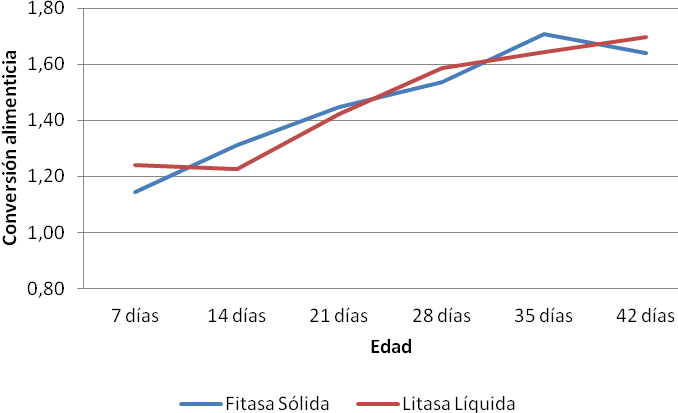 1,80
1,60
1,40
1,20
1,00
0,80
Conversión alimenticia
7 días 14 días 21 días 28 días 35 días 42 días
Edad
Fitasa Sólida Litasa Líquida